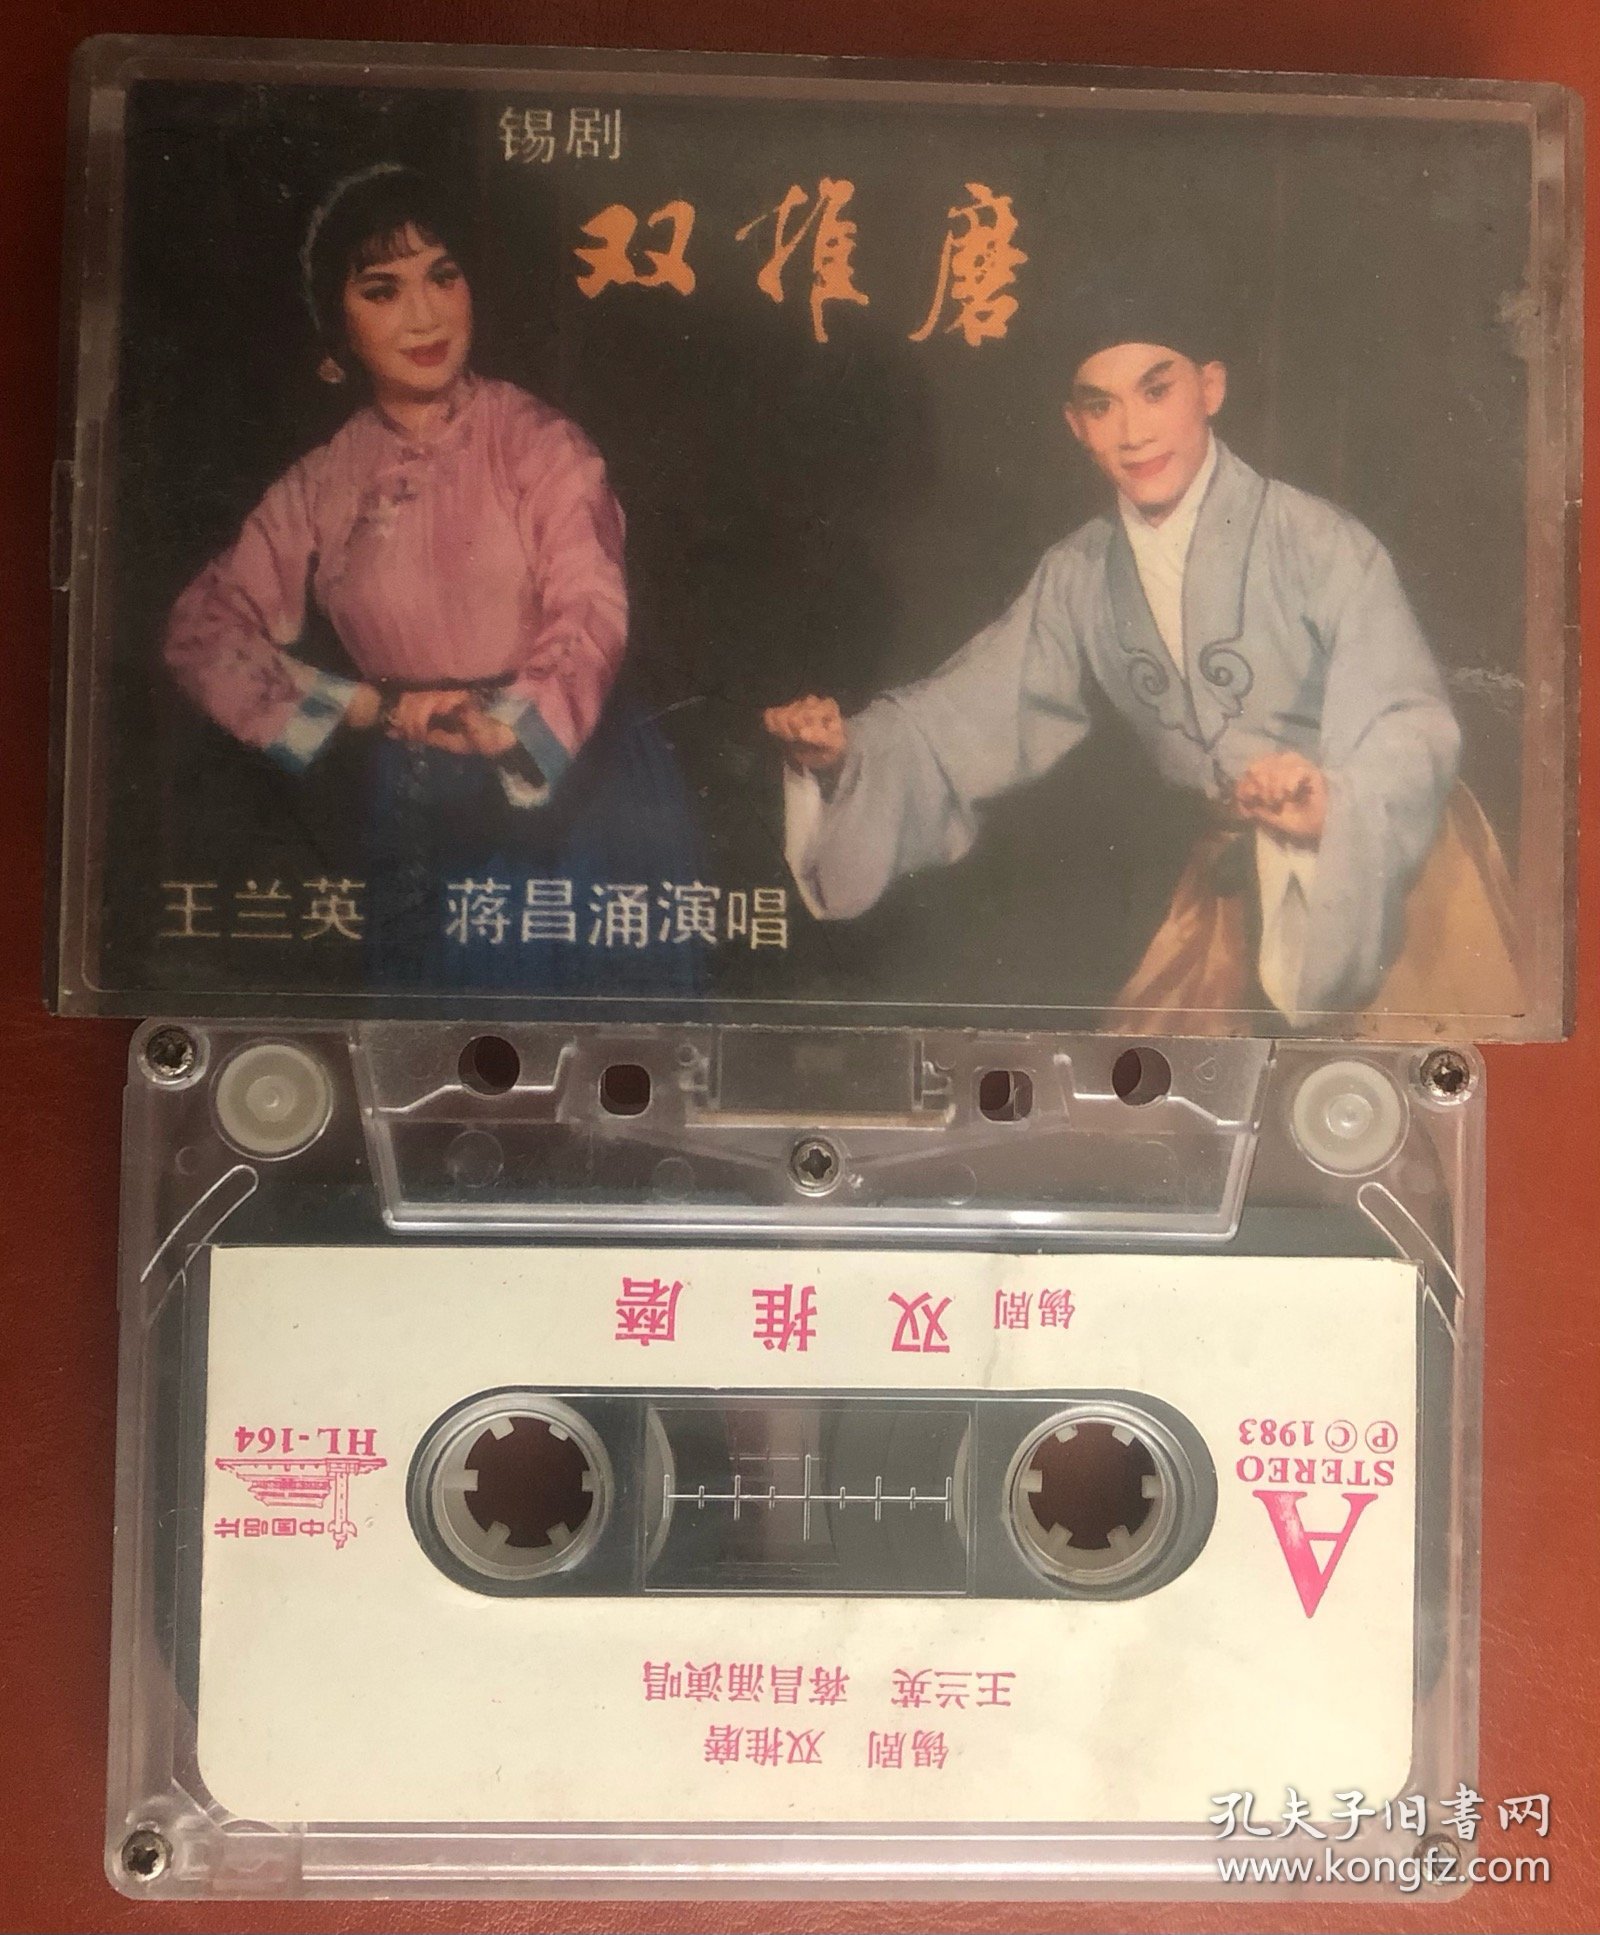 锡剧
双推磨
王兰英 蒋昌涌演唱
锡剧 双推磨
A
STEREO
ⓅⒸ1983
中国唱片
HL-164
王兰英 蒋昌涌演唱
锡剧 双推磨
孔夫子旧书网
www.kongfz.com